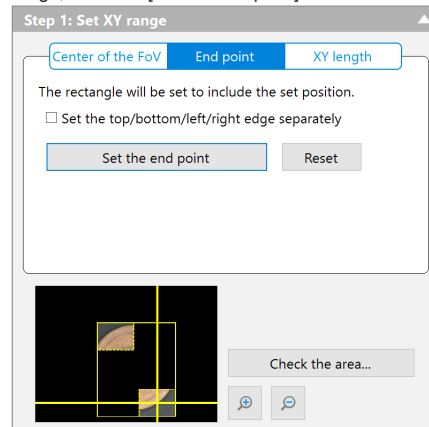 Step 1: Set XY range
Center of the FoV End point XY length
The rectangle will be set to include the set position.
Set the top/bottom/left/right edge separately
Set the end point Reset
Check the area...